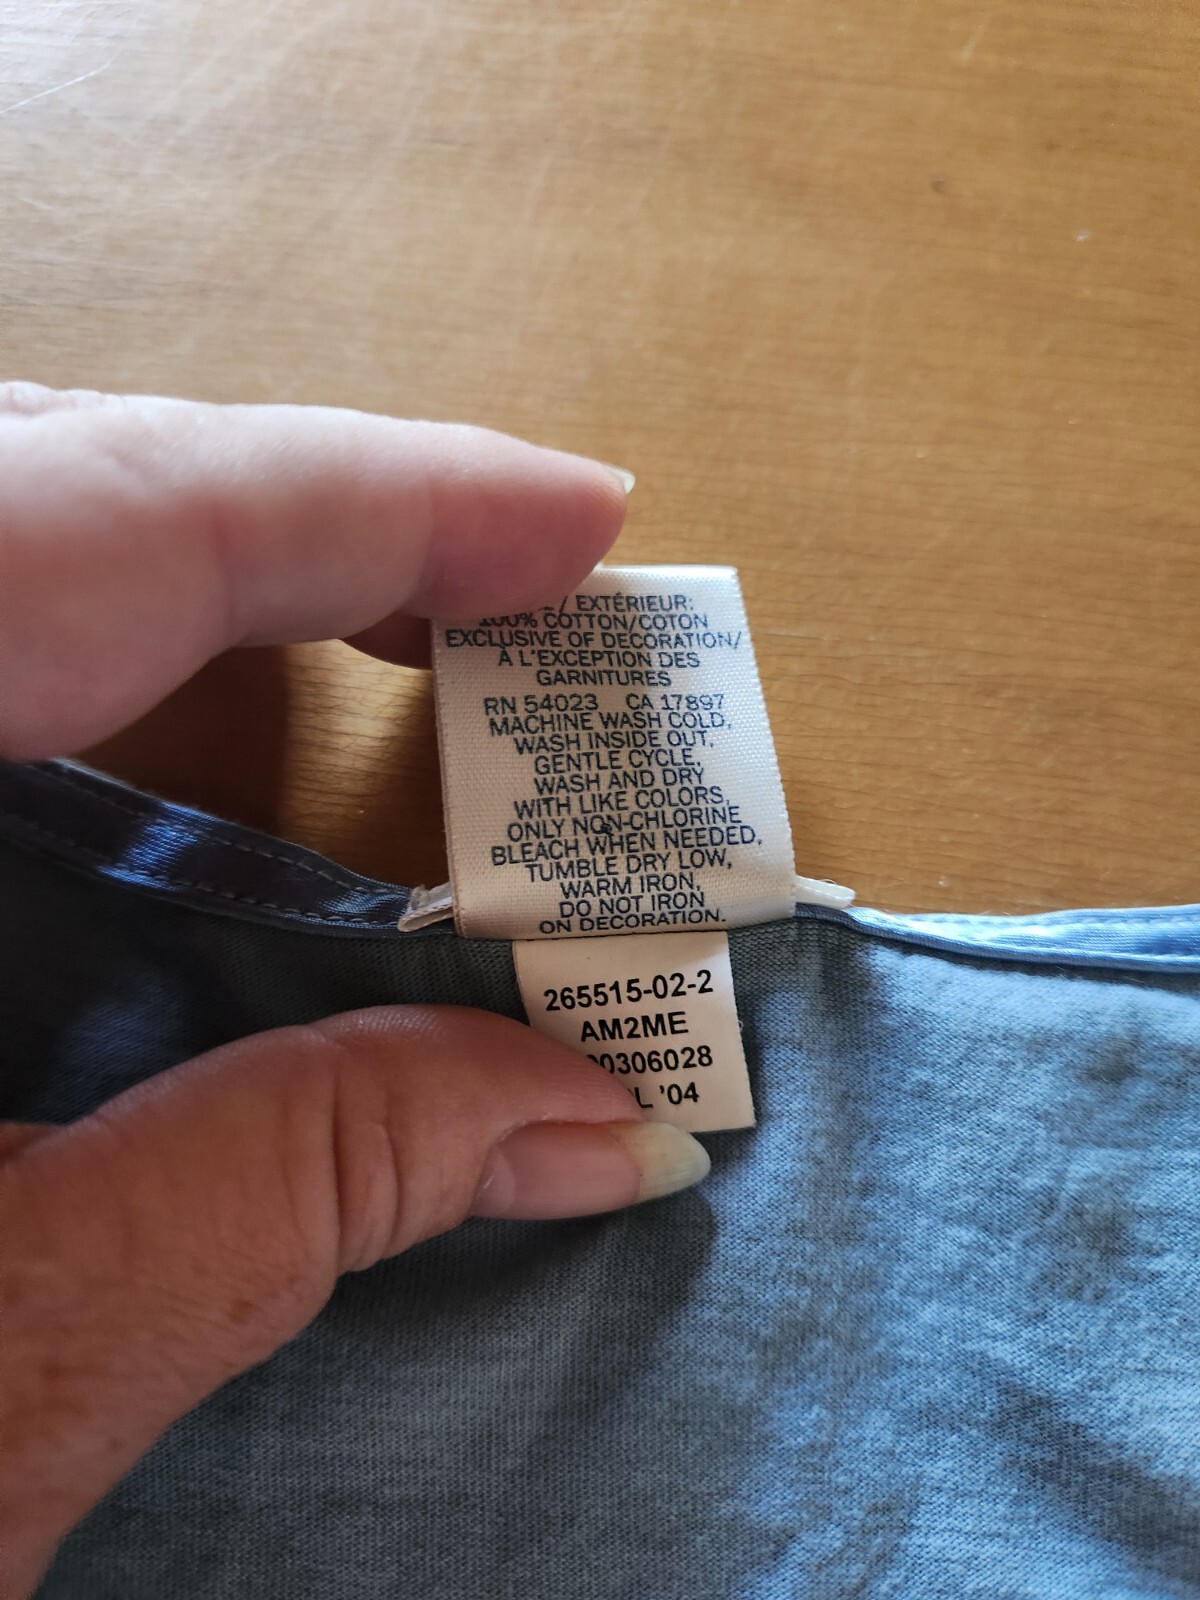 / EXTÉRIEUR:
100% COTTON/COTON
EXCLUSIVE OF DECORATION/
À L'EXCEPTION DES
GARNITURES
RN 54023 CA 17897
MACHINE WASH COLD,
WASH INSIDE OUT,
GENTLE CYCLE,
WASH AND DRY
WITH LIKE COLORS,
ONLY NON-CHLORINE
BLEACH WHEN NEEDED,
TUMBLE DRY LOW,
WARM IRON,
DO NOT IRON
ON DECORATION.
265515-02-2
AM2ME
00306028
L '04